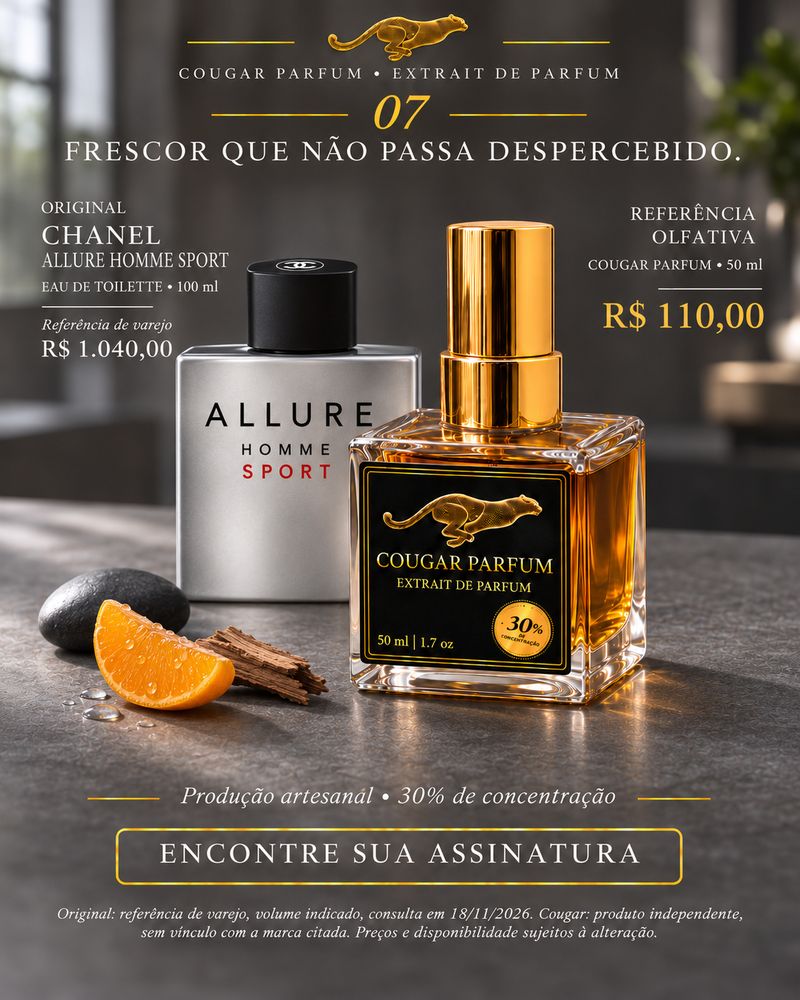 COUGAR PARFUM • EXTRAIT DE PARFUM
07
FRESCOR QUE NÃO PASSA DESPERCEBIDO.
ORIGINAL
CHANEL
ALLURE HOMME SPORT
EAU DE TOILETTE • 100 ml
Referência de varejo
R$ 1.040,00
REFERÊNCIA
OLFATIVA
COUGAR PARFUM • 50 ml
R$ 110,00
ALLURE
HOMME
SPORT
COUGAR PARFUM
EXTRAIT DE PARFUM
50 ml | 1.7 oz
30%
DE
CONCENTRAÇÃO
Produção artesanal • 30% de concentração
ENCONTRE SUA ASSINATURA
Original: referência de varejo, volume indicado, consulta em 18/11/2026. Cougar: produto independente,
sem vínculo com a marca citada. Preços e disponibilidade sujeitos à alteração.